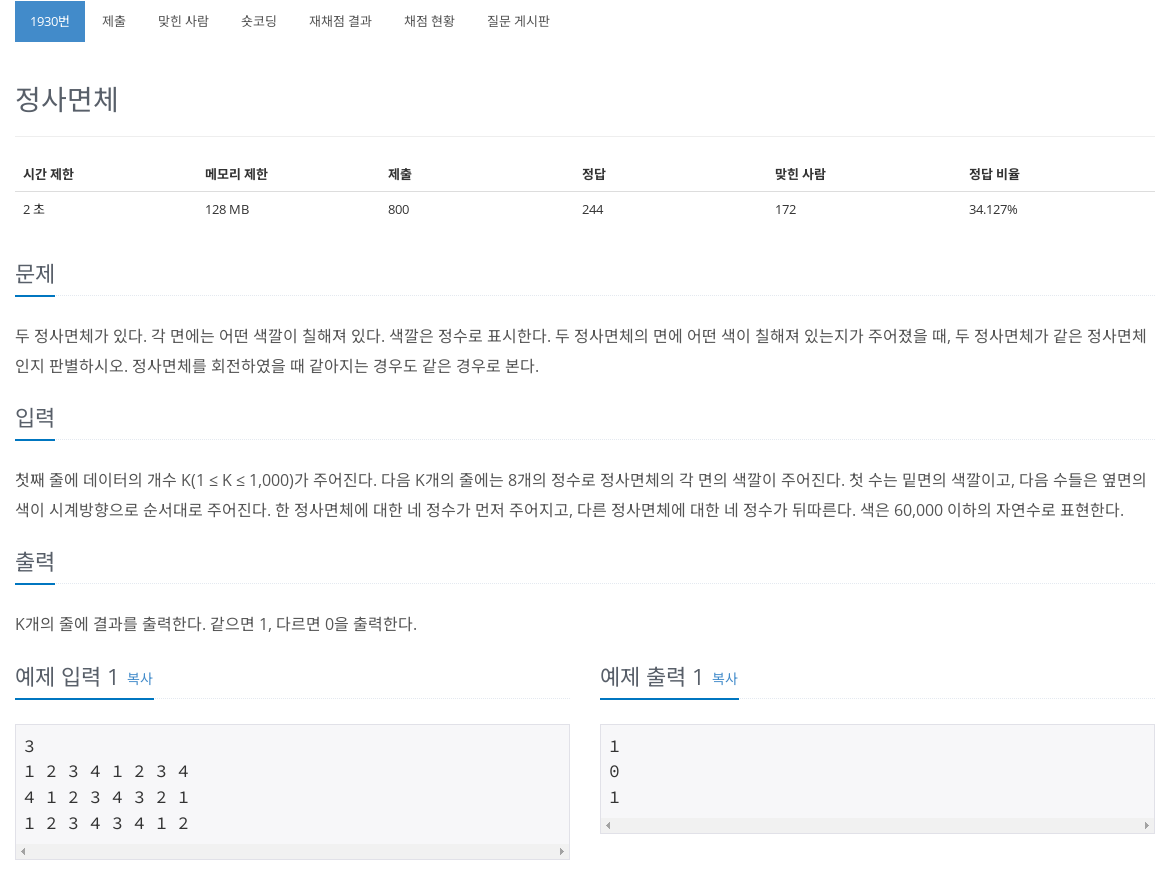 1930번 제출 맞힌 사람 숏코딩 재채점 결과 채점 현황 질문 게시판
정사면체
시간 제한 메모리 제한 제출 정답 맞힌 사람 정답 비율
2 초 128 MB 800 244 172 34.127%
문제
두 정사면체가 있다. 각 면에는 어떤 색깔이 칠해져 있다. 색깔은 정수로 표시한다. 두 정사면체의 면에 어떤 색이 칠해져 있는지가 주어졌을 때, 두 정사면체가 같은 정사면체
인지 판별하시오. 정사면체를 회전하였을 때 같아지는 경우도 같은 경우로 본다.
입력
첫째 줄에 데이터의 개수 K(1 ≤ K ≤ 1,000)가 주어진다. 다음 K개의 줄에는 8개의 정수로 정사면체의 각 면의 색깔이 주어진다. 첫 수는 밑면의 색깔이고, 다음 수들은 옆면의
색이 시계방향으로 순서대로 주어진다. 한 정사면체에 대한 네 정수가 먼저 주어지고, 다른 정사면체에 대한 네 정수가 뒤따른다. 색은 60,000 이하의 자연수로 표현한다.
출력
K개의 줄에 결과를 출력한다. 같으면 1, 다르면 0을 출력한다.
예제 입력 1 복사
3
1 2 3 4 1 2 3 4
4 1 2 3 4 3 2 1
1 2 3 4 3 4 1 2
예제 출력 1 복사
1
0
1